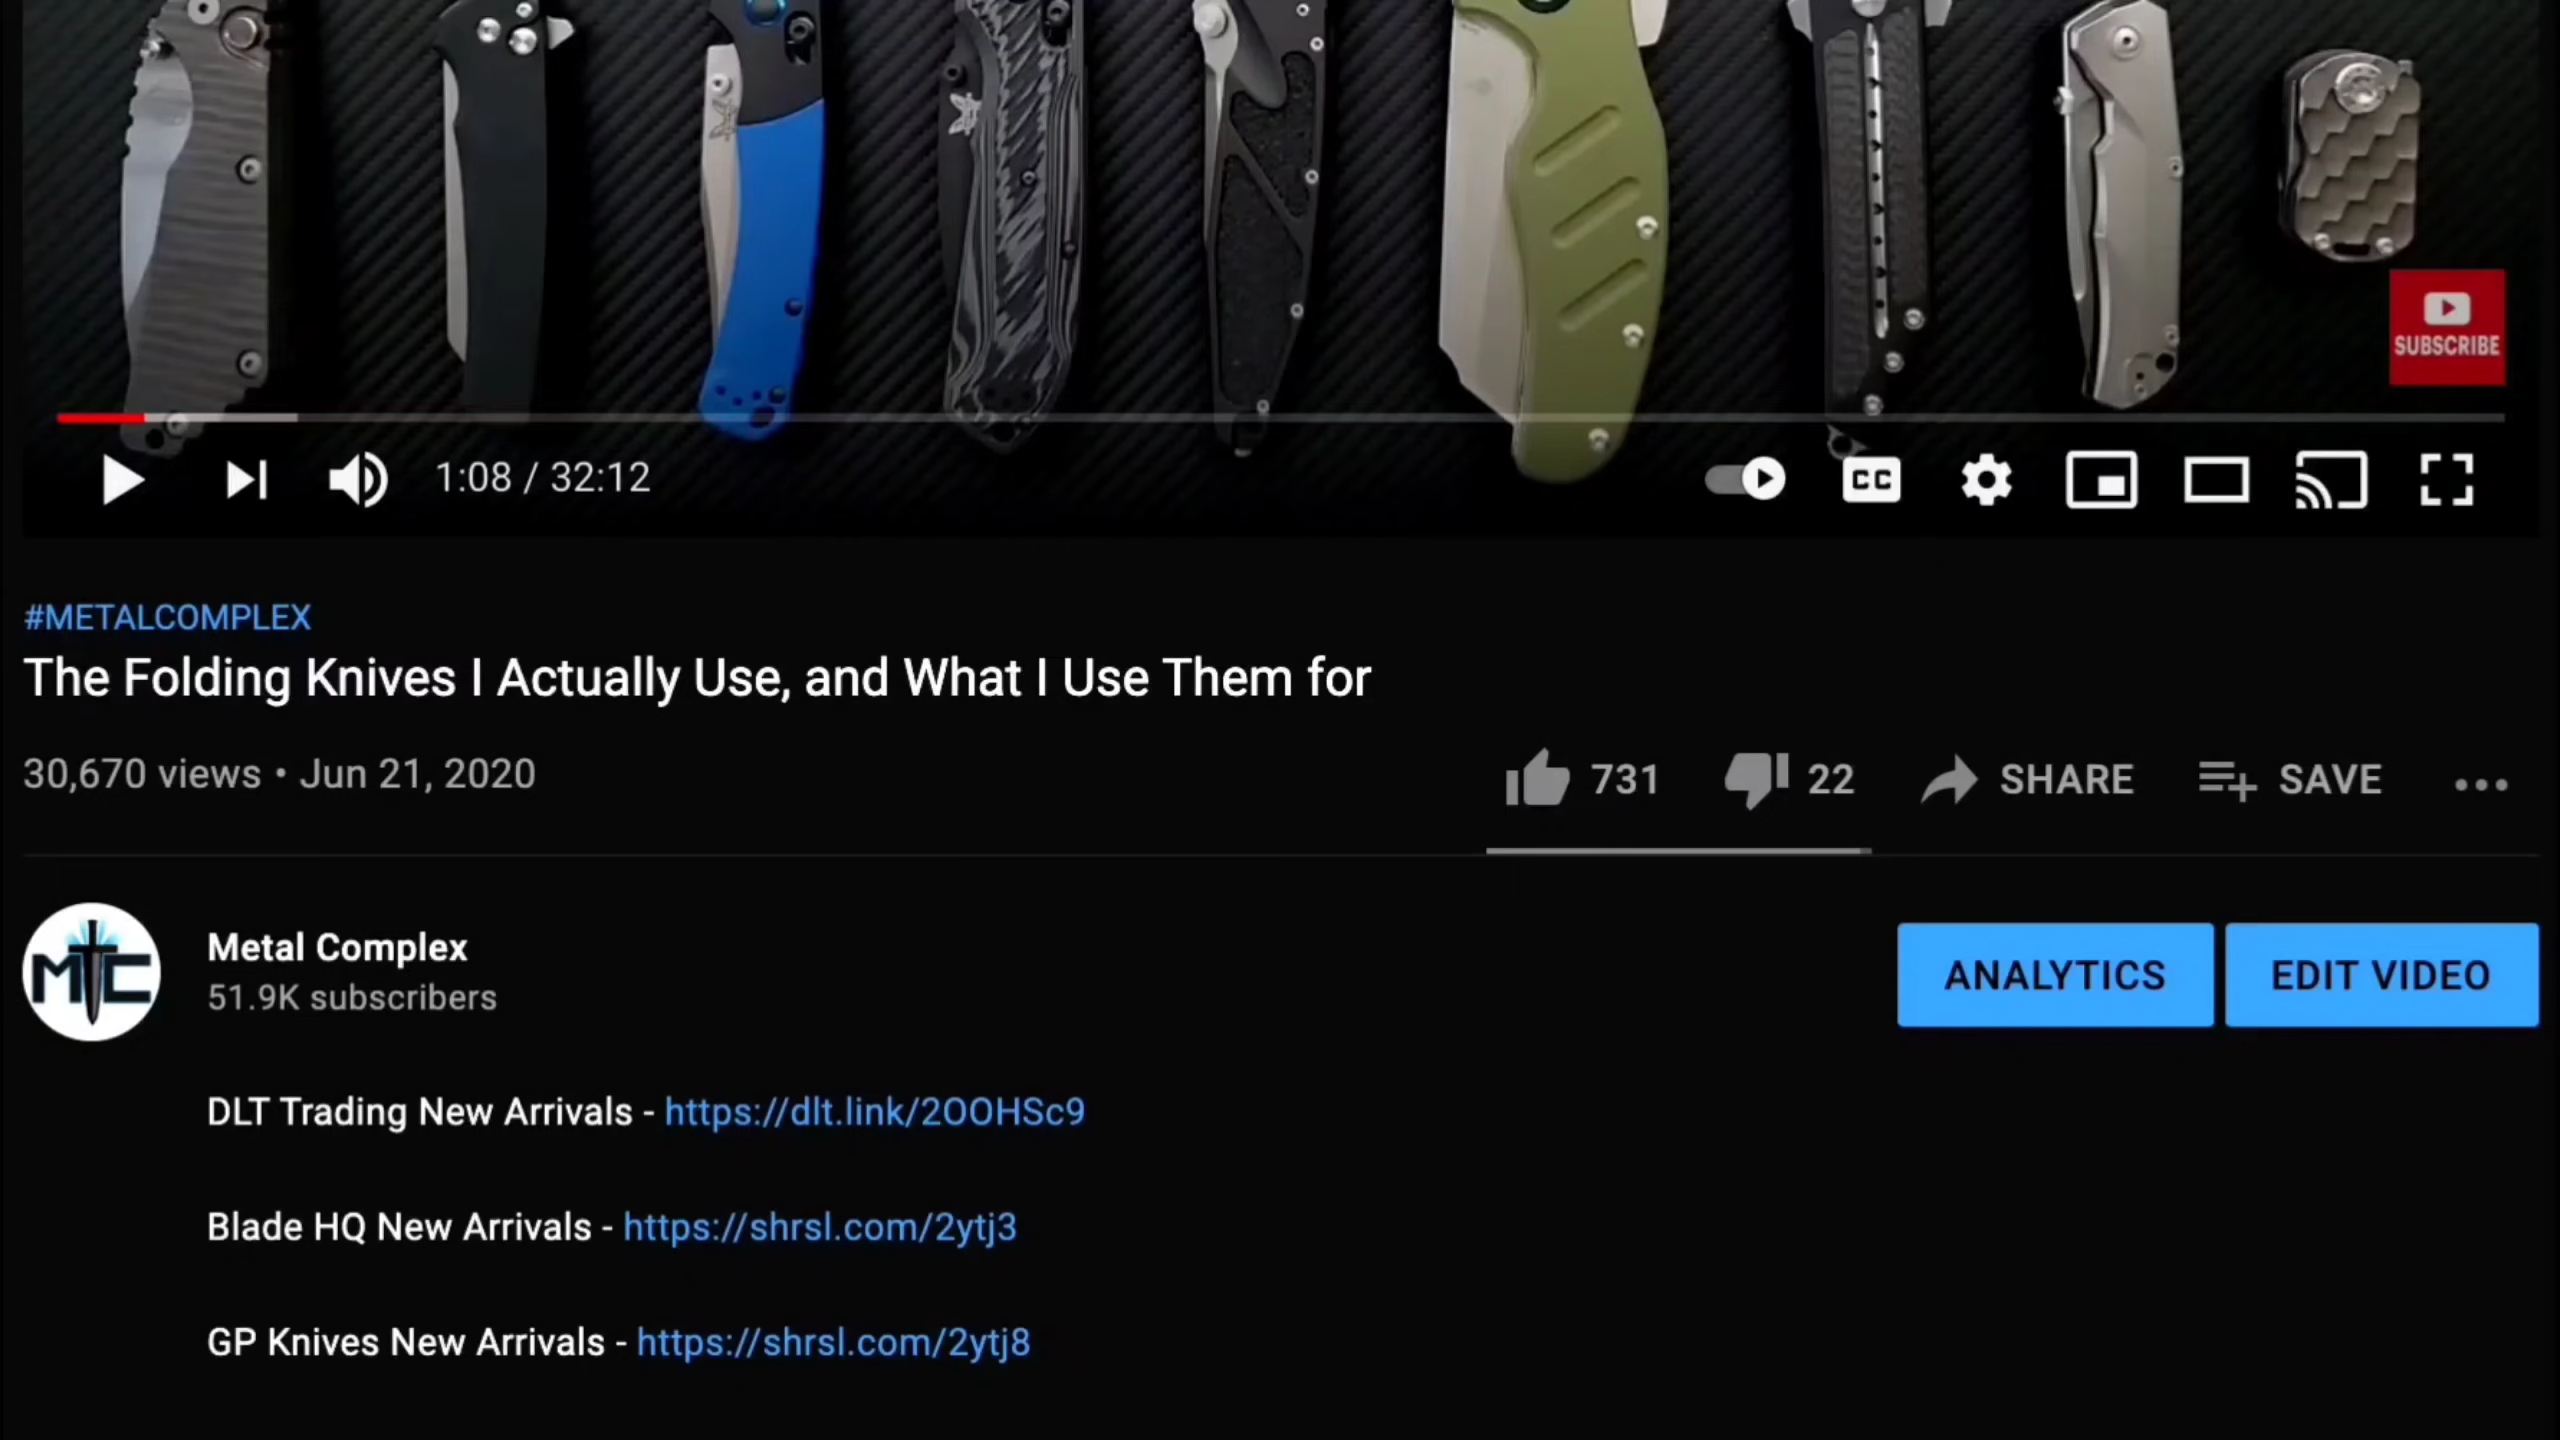 SUBSCRIBE
1:08 / 32:12
CC
#METALCOMPLEX
The Folding Knives I Actually Use, and What I Use Them for
30,670 views • Jun 21, 2020
731
22
SHARE
SAVE
MTC
Metal Complex
51.9K subscribers
ANALYTICS
EDIT VIDEO
DLT Trading New Arrivals - https://dlt.link/2OOHSc9
Blade HQ New Arrivals - https://shrsl.com/2ytj3
GP Knives New Arrivals - https://shrsl.com/2ytj8